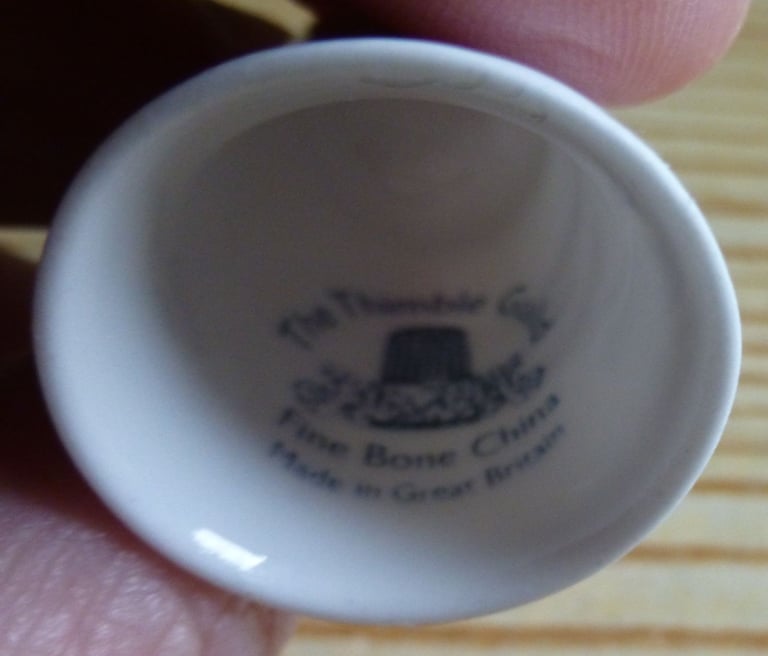 The Thimble Guild
Fine Bone China
Made in Great Britain